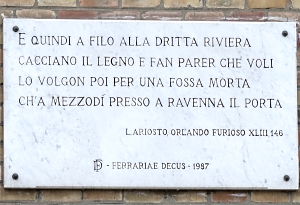 E QUINDI A FILO ALLA DRITTA RIVIERA
CACCIANO IL LEGNO E FAN PARER CHE VOLI
LO VOLGON POI PER UNA FOSSA MORTA
CH'A MEZZODÌ PRESSO A RAVENNA IL PORTA
L. ARIOSTO, ORLANDO FURIOSO XLIII 146
- FERRARIAE DECUS - 1987